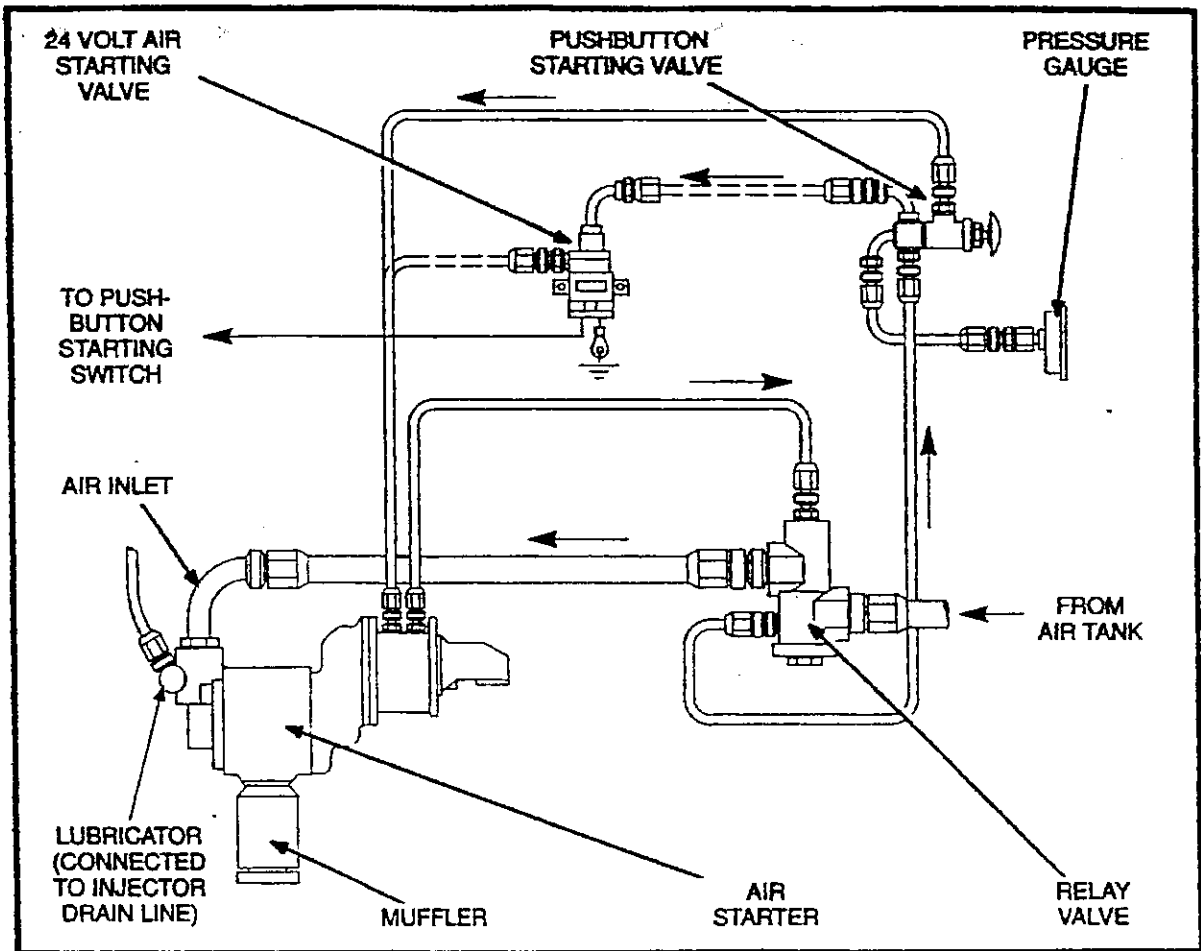 24 VOLT AIR
STARTING
VALVE
PUSHBUTTON
STARTING VALVE
PRESSURE
GAUGE
TO PUSH-
BUTTON
STARTING
SWITCH
AIR INLET
FROM
AIR TANK
LUBRICATOR
(CONNECTED
TO INJECTOR
DRAIN LINE)
MUFFLER
AIR
STARTER
RELAY
VALVE